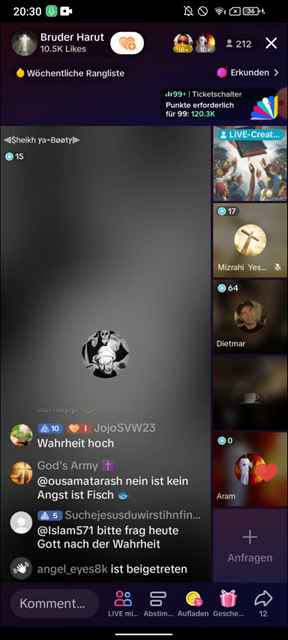 20:30
36
Bruder Harut
10.5K Likes
10+
10+
212
Wöchentliche Rangliste
Erkunden >
99+ | Ticketschalter
Punkte erforderlich
für 99: 120.3K
LIVE-Creat...
15
17
Mizrahi Yes...
64
Dietmar
10 I JojoSVW23
Wahrheit hoch
God's Army ✝️
@ousamatarash nein ist kein
Angst ist Fisch 🐟
0
Aram
5 Suchejesusduwirstihnfin...
@Islam571 bitte frag heute
Gott nach der Wahrheit
+
Anfragen
angel_eyes8k ist beigetreten
Komment...
LIVE mi...
Abstim...
Aufladen
Gesche...
12